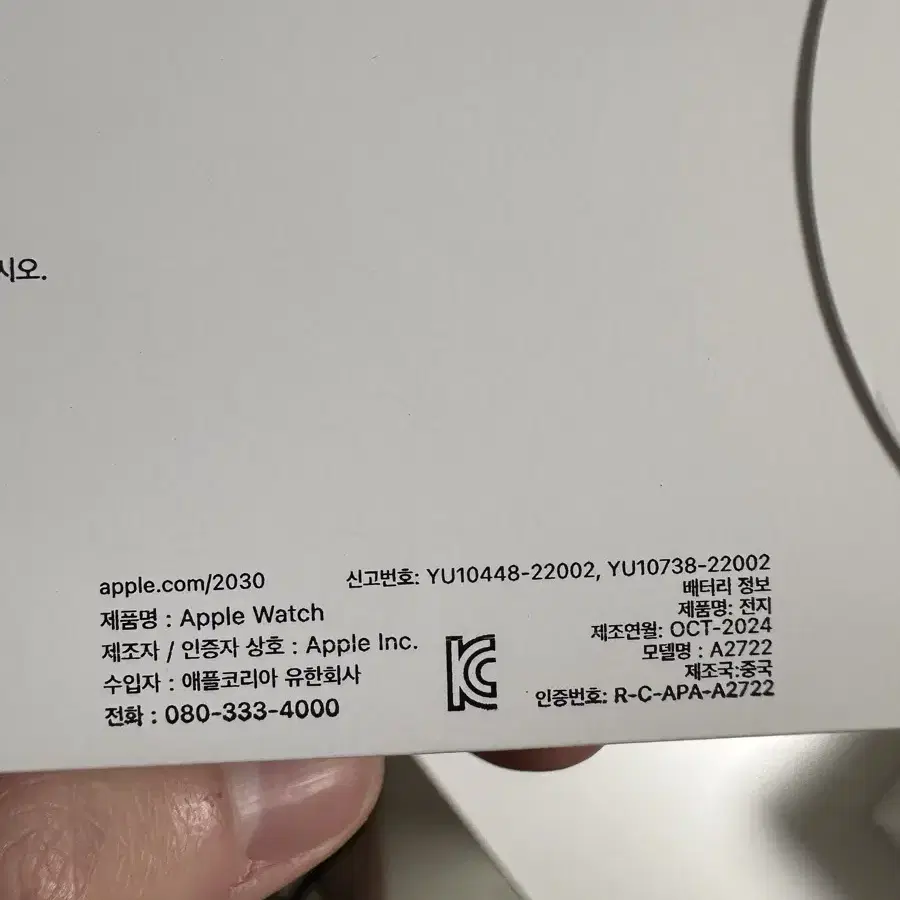 시오.
apple.com/2030
제품명 : Apple Watch
제조자 / 인증자 상호 : Apple Inc.
수입자 : 애플코리아 유한회사
전화 : 080-333-4000
신고번호: YU10448-22002, YU10738-22002
배터리 정보
제품명: 전지
제조연월: OCT-2024
모델명 : A2722
제조국:중국
인증번호: R-C-APA-A2722